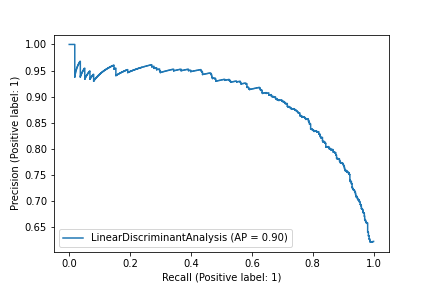 1.00
0.95
0.90
0.85
0.80
0.75
0.70
0.65
Precision (Positive label: 1)
LinearDiscriminantAnalysis (AP = 0.90)
0.0 0.2 0.4 0.6 0.8 1.0
Recall (Positive label: 1)